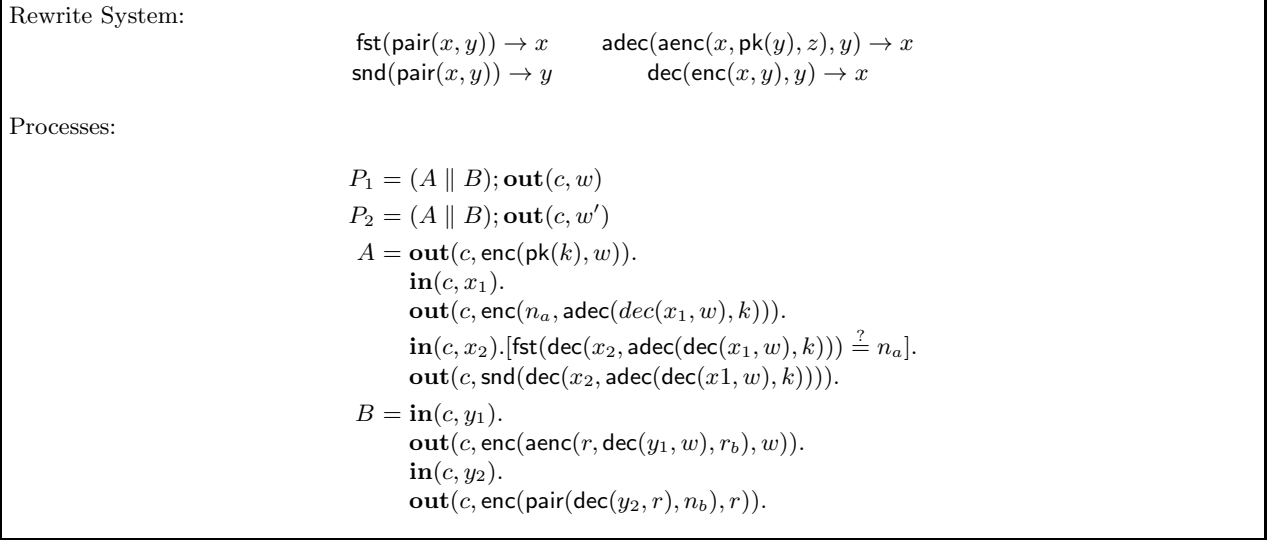 Rewrite System:
fst(pair(x, y)) → x adec(aenc(x, pk(y), z), y) → x
snd(pair(x, y)) → y dec(enc(x, y), y) → x
Processes:
P₁ = (A ∥ B); out(c, w)
P₂ = (A ∥ B); out(c, w′)
A = out(c, enc(pk(k), w)).
in(c, x₁).
out(c, enc(nₐ, adec(dec(x₁, w), k))).
in(c, x₂).[fst(dec(x₂, adec(dec(x₁, w), k))) ≟ nₐ].
out(c, snd(dec(x₂, adec(dec(x1, w), k)))).
B = in(c, y₁).
out(c, enc(aenc(r, dec(y₁, w), r_b), w)).
in(c, y₂).
out(c, enc(pair(dec(y₂, r), n_b), r)).